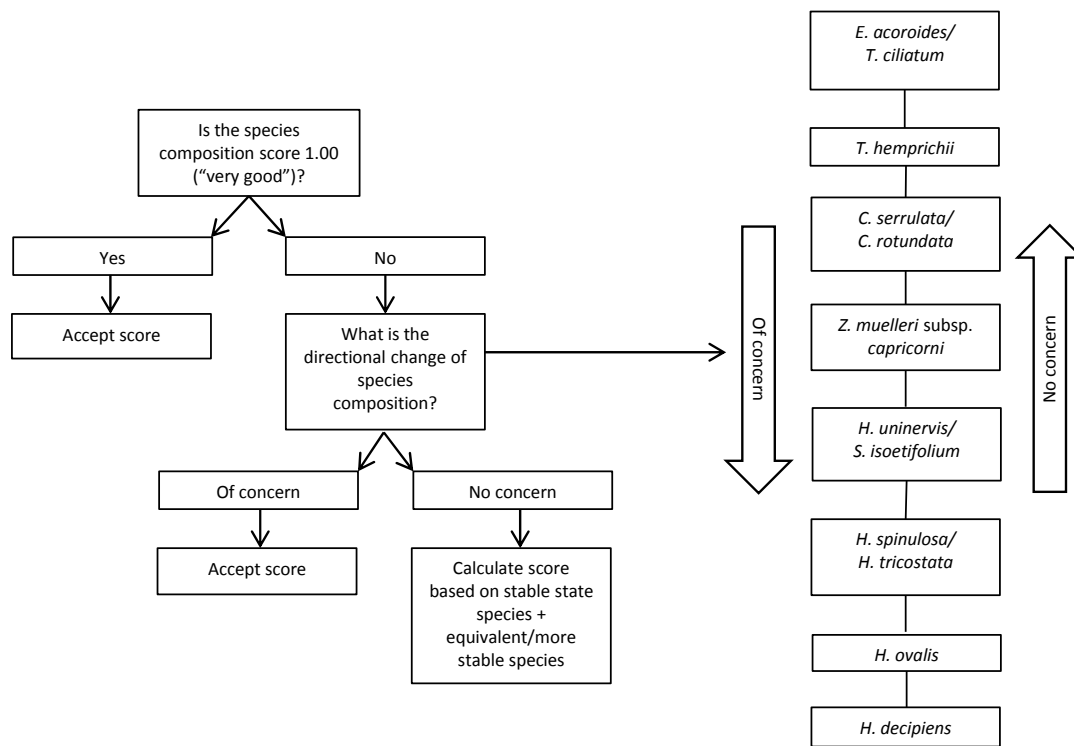 Is the species
composition score 1.00
(“very good”)?
Yes
No
Accept score
What is the
directional change of
species
composition?
Of concern
No concern
Accept score
Calculate score
based on stable state
species +
equivalent/more
stable species
Of concern
E. acoroides/
T. ciliatum
T. hemprichii
C. serrulata/
C. rotundata
Z. muelleri subsp.
capricorni
H. uninervis/
S. isoetifolium
H. spinulosa/
H. tricostata
H. ovalis
H. decipiens
No concern